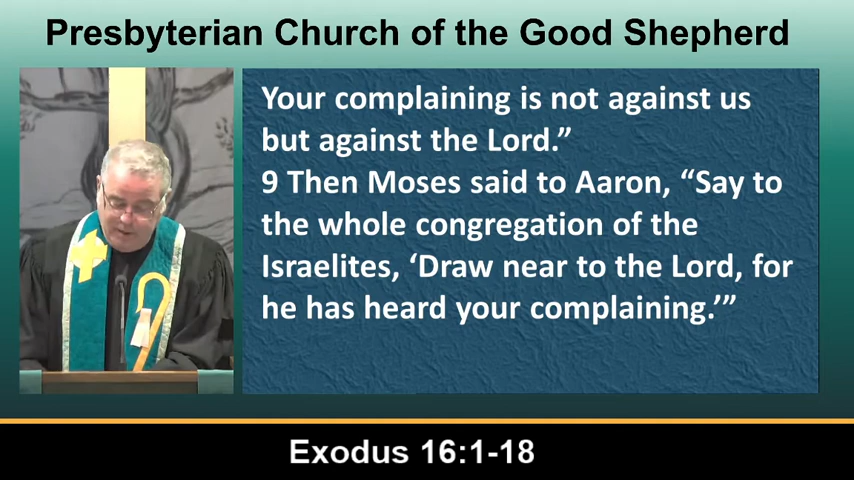 Presbyterian Church of the Good Shepherd
Your complaining is not against us
but against the Lord.”
9 Then Moses said to Aaron, “Say to
the whole congregation of the
Israelites, ‘Draw near to the Lord, for
he has heard your complaining.’”
Exodus 16:1-18